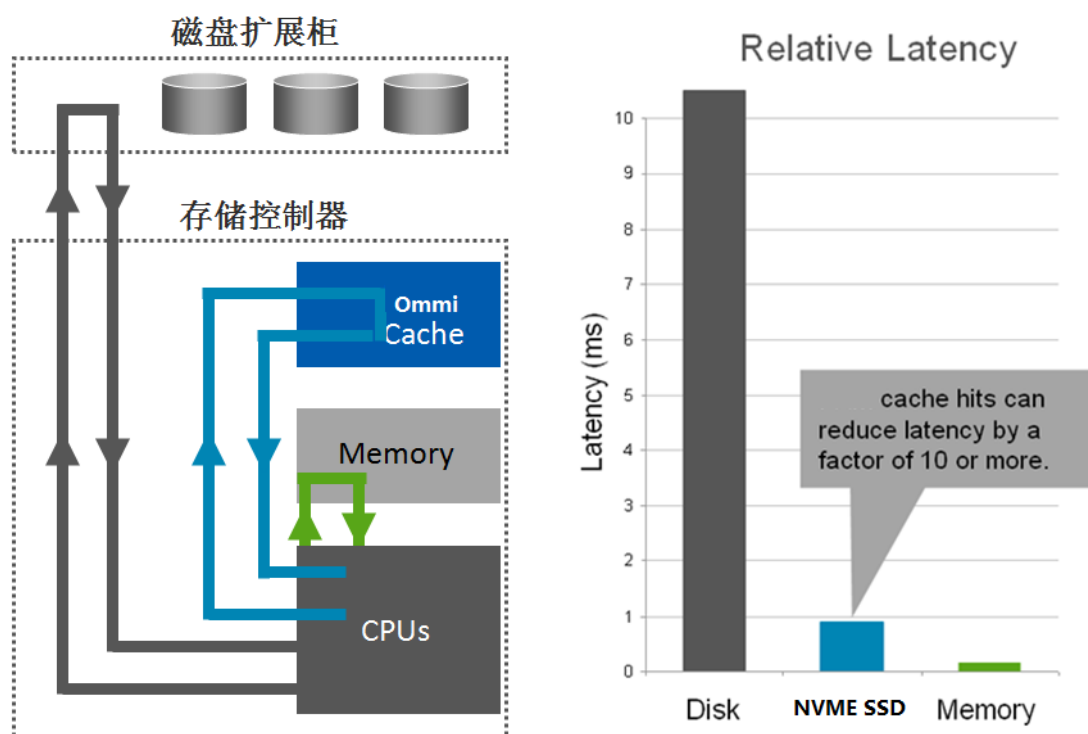 磁盘扩展柜
存储控制器
Ommi
Cache
Memory
CPUs
Relative Latency
Latency (ms)
10
9
8
7
6
5
4
3
2
1
0
cache hits can
reduce latency by a
factor of 10 or more.
Disk
NVME SSD
Memory